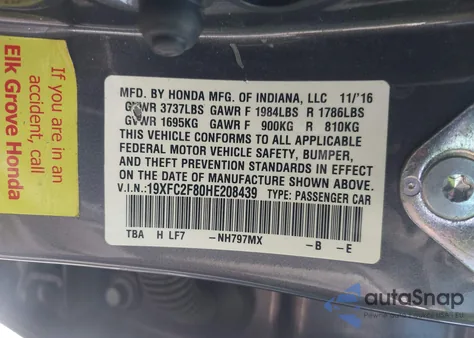 If you are in an
accident, call
Elk Grove Honda
MFD. BY HONDA MFG. OF INDIANA, LLC 11/'16
GVWR 3737LBS GAWR F 1984LBS R 1786LBS
GVWR 1695KG GAWR F 900KG R 810KG
THIS VEHICLE CONFORMS TO ALL APPLICABLE
FEDERAL MOTOR VEHICLE SAFETY, BUMPER,
AND THEFT PREVENTION STANDARDS IN EFFECT ON
THE DATE OF MANUFACTURE SHOWN ABOVE.
V.I.N.:19XFC2F80HE208439 TYPE: PASSENGER CAR
TBA H LF7 -NH797MX -B -E
autoSnap